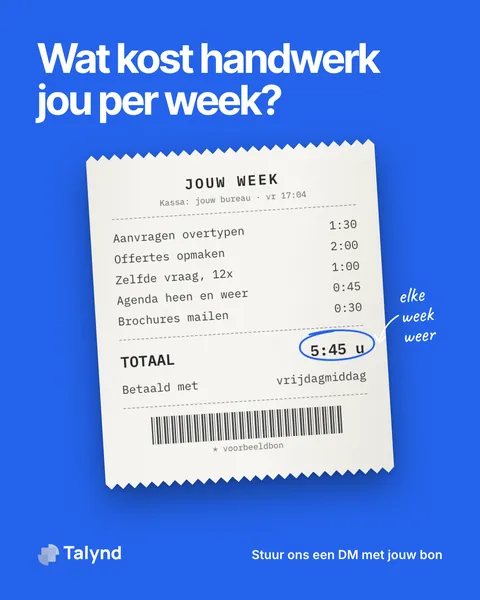 Wat kost handwerk
jou per week?
JOUW WEEK
Kassa: jouw bureau · vr 17:04
Aanvragen overtypen 1:30
Offertes opmaken 2:00
Zelfde vraag, 12x 1:00
Agenda heen en weer 0:45
Brochures mailen 0:30
TOTAAL 5:45 u
elke
week
weer
Betaald met vrijdagmiddag
* voorbeeldbon
Talynd
Stuur ons een DM met jouw bon